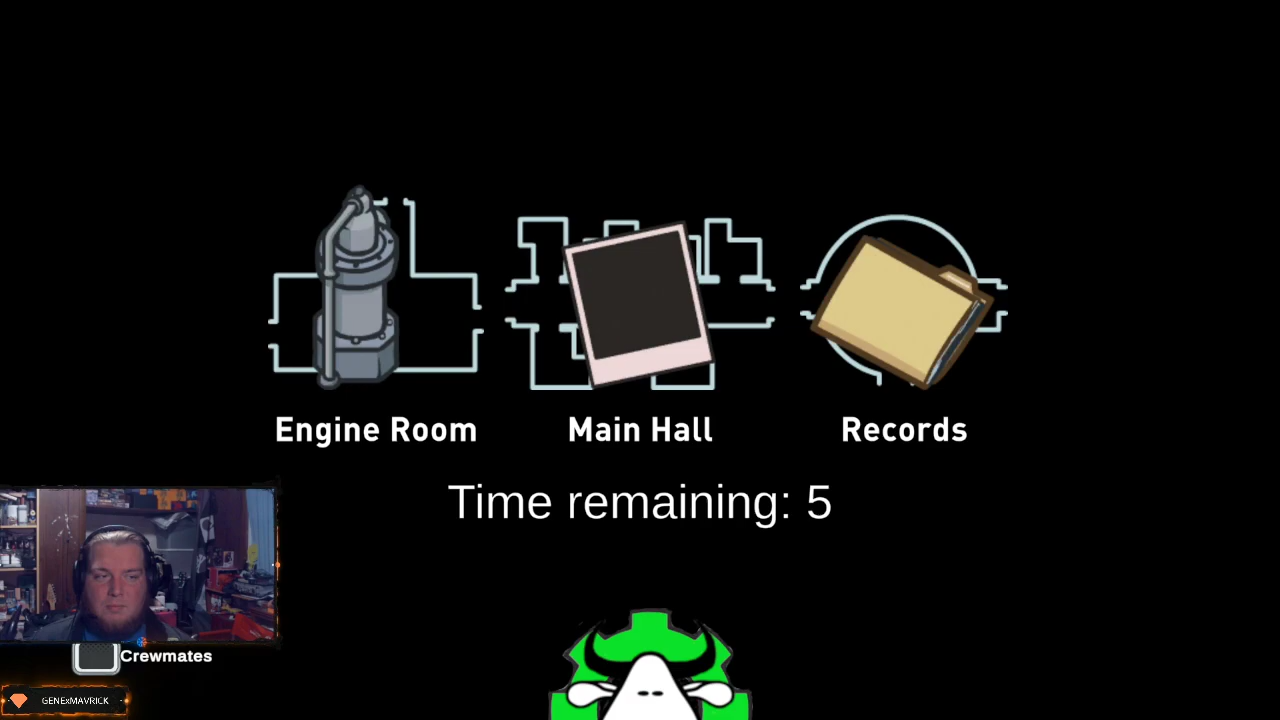 Engine Room
Main Hall
Records
Time remaining: 5
Crewmates
GENExMAVRICK